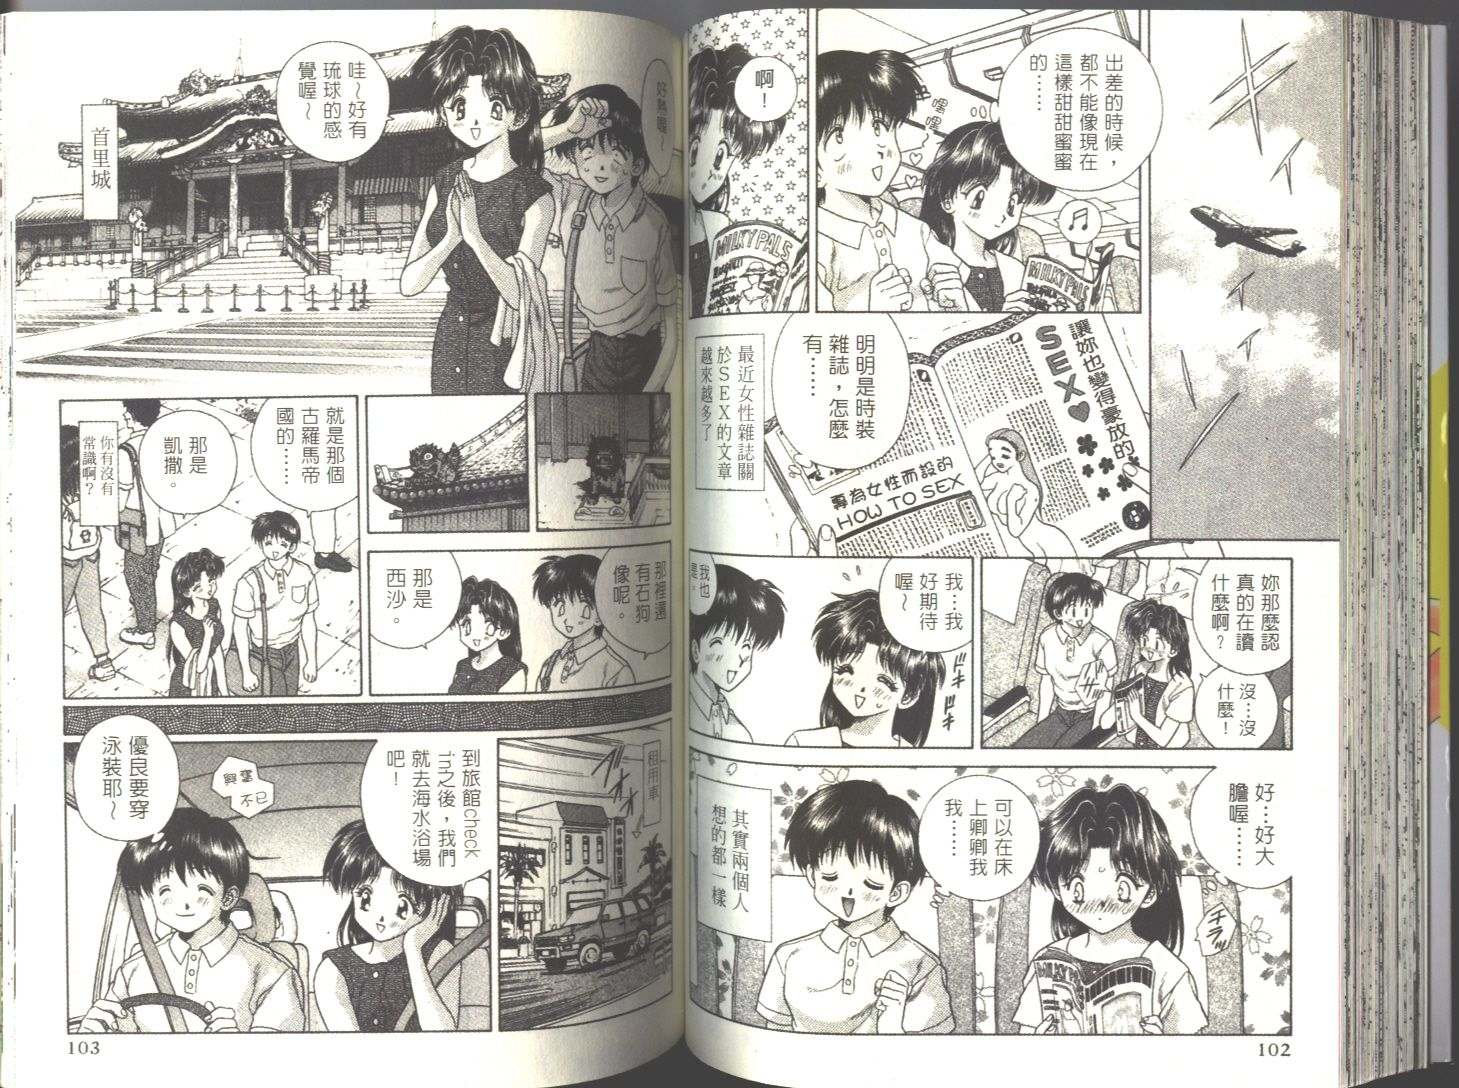 出差的時候，
都不能像現在
這樣甜甜蜜蜜
的……
嘿
嘿
MILKY PALS
啊！
MILKY PALS
讓妳也變得豪放的
SEX♥
專為女性而設的
HOW TO SEX
明明是時裝
雜誌，怎麼
有……
最近女性雜誌關
於SEX的文章
越來越多了
妳那麼認
真的在讀
什麼啊？
沒…沒
什麼！
我…我
好期待
喔～
我也
是。
好…好大
膽喔……
チラッ
MILKY PA
可以在床
上卿卿我
我……
其實兩個人
想的都一樣
102
好熱喔～
哇～好有
琉球的感
覺喔～
首里城
那裡還
有石狗
像呢。
那是
西沙。
就是那個
古羅馬帝
國的……
那是
凱撒。
你有沒有
常識啊？
租用車
到旅館check
in之後，我們
就去海水浴場
吧！
興奮
不已
優良要穿
泳裝耶～
103